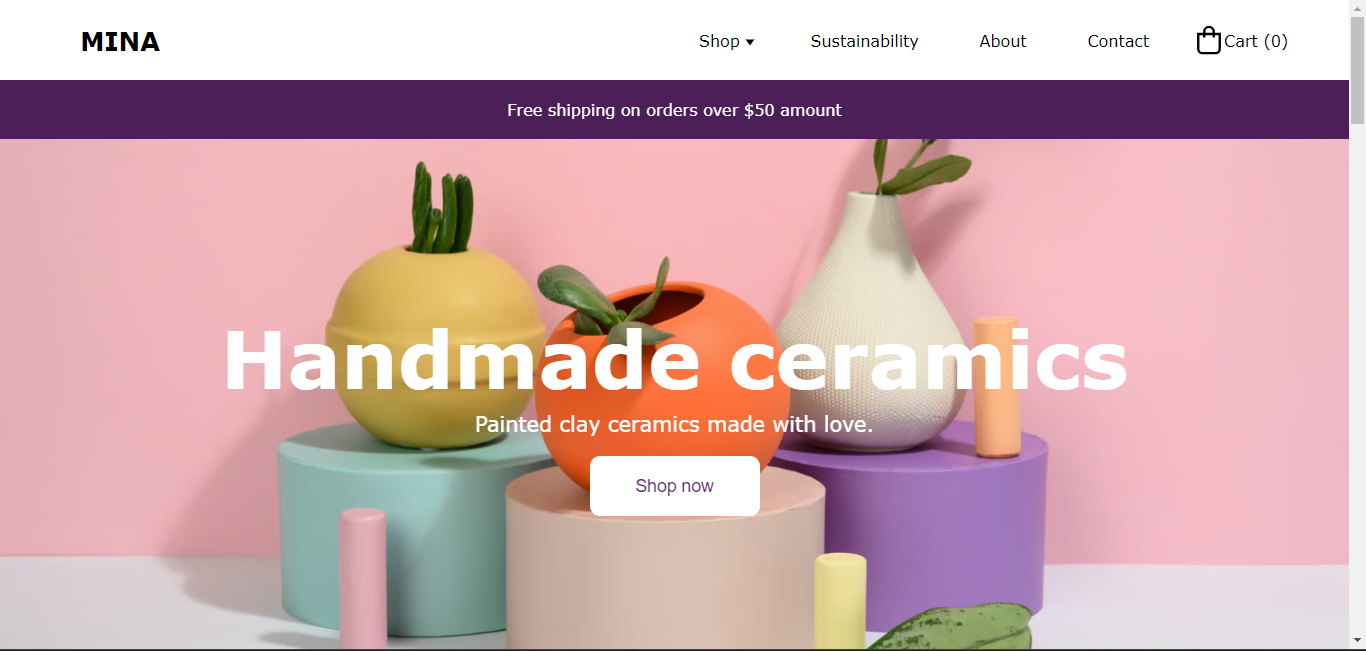 MINA
Shop Sustainability About Contact Cart (0)
Free shipping on orders over $50 amount
Handmade ceramics
Painted clay ceramics made with love.
Shop now